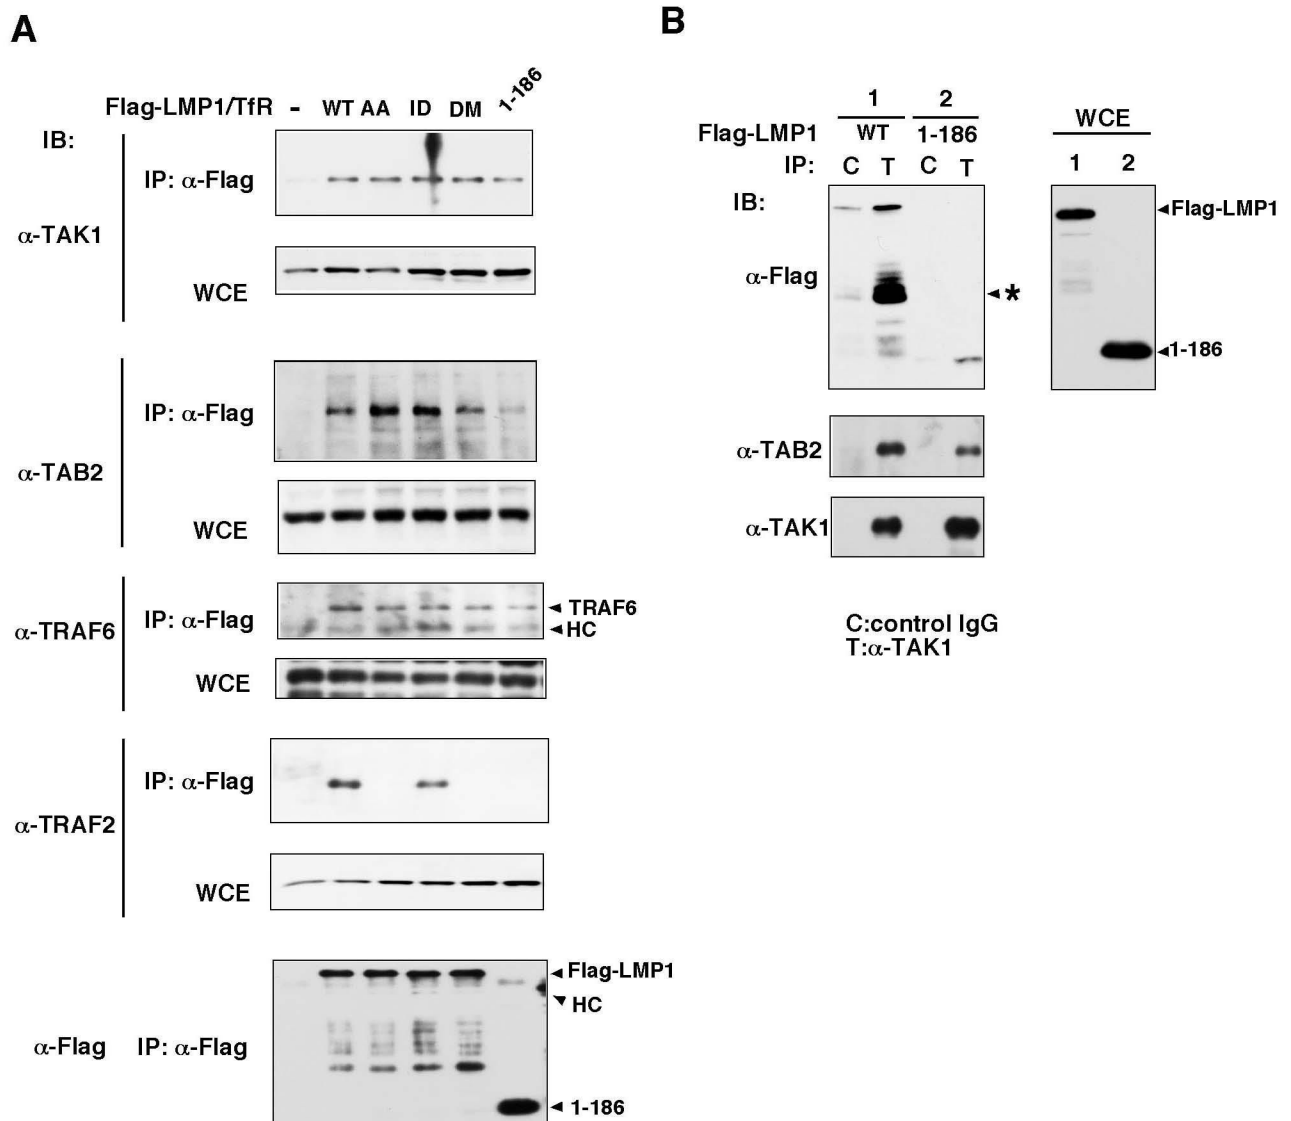 A
Flag-LMP1/TfR - WT AA ID DM 1-186
IB:
IP: α-Flag
α-TAK1
WCE
IP: α-Flag
α-TAB2
WCE
IP: α-Flag
TRAF6
HC
α-TRAF6
WCE
IP: α-Flag
α-TRAF2
WCE
Flag-LMP1
HC
α-Flag IP: α-Flag
1-186
B
1 2
Flag-LMP1 WT 1-186
IP: C T C T
IB:
α-Flag
*
WCE
1 2
Flag-LMP1
1-186
α-TAB2
α-TAK1
C:control IgG
T:α-TAK1